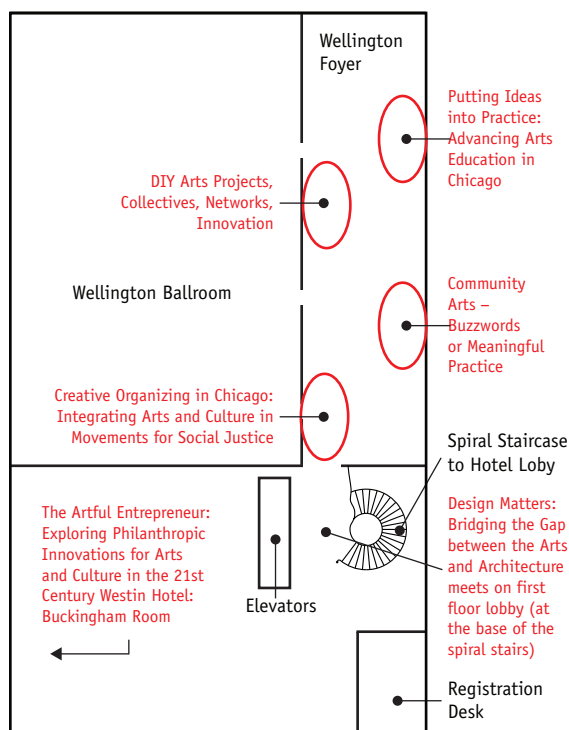 Wellington
Foyer
Putting Ideas
into Practice:
Advancing Arts
Education in
Chicago
DIY Arts Projects,
Collectives, Networks,
Innovation
Wellington Ballroom
Community
Arts –
Buzzwords
or Meaningful
Practice
Creative Organizing in Chicago:
Integrating Arts and Culture in
Movements for Social Justice
Spiral Staircase
to Hotel Loby
The Artful Entrepreneur:
Exploring Philanthropic
Innovations for Arts
and Culture in the 21st
Century Westin Hotel:
Buckingham Room
Elevators
Design Matters:
Bridging the Gap
between the Arts
and Architecture
meets on first
floor lobby (at
the base of the
spiral stairs)
Registration
Desk